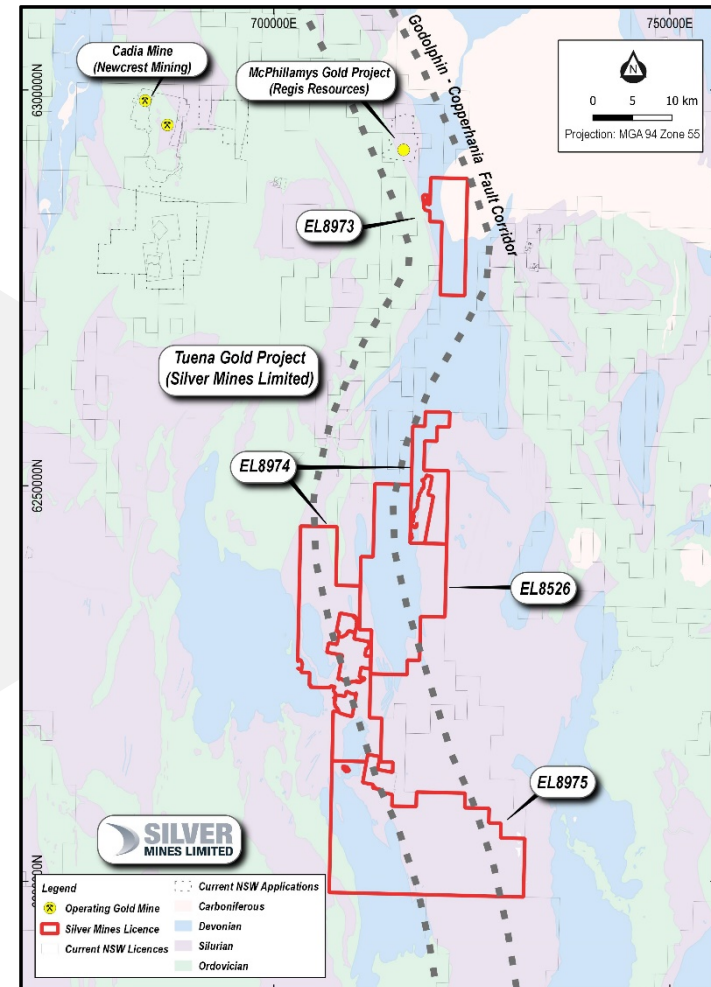 700000E
750000E
6300000N
6250000N
Cadia Mine
(Newcrest Mining)
McPhillamys Gold Project
(Regis Resources)
Godolphin - Copperhania Fault Corridor
N
0 5 10 km
Projection: MGA 94 Zone 55
EL8973
Tuena Gold Project
(Silver Mines Limited)
EL8974
EL8526
EL8975
SILVER
MINES LIMITED
Legend
Operating Gold Mine
Silver Mines Licence
Current NSW Licences
Current NSW Applications
Carboniferous
Devonian
Silurian
Ordovician